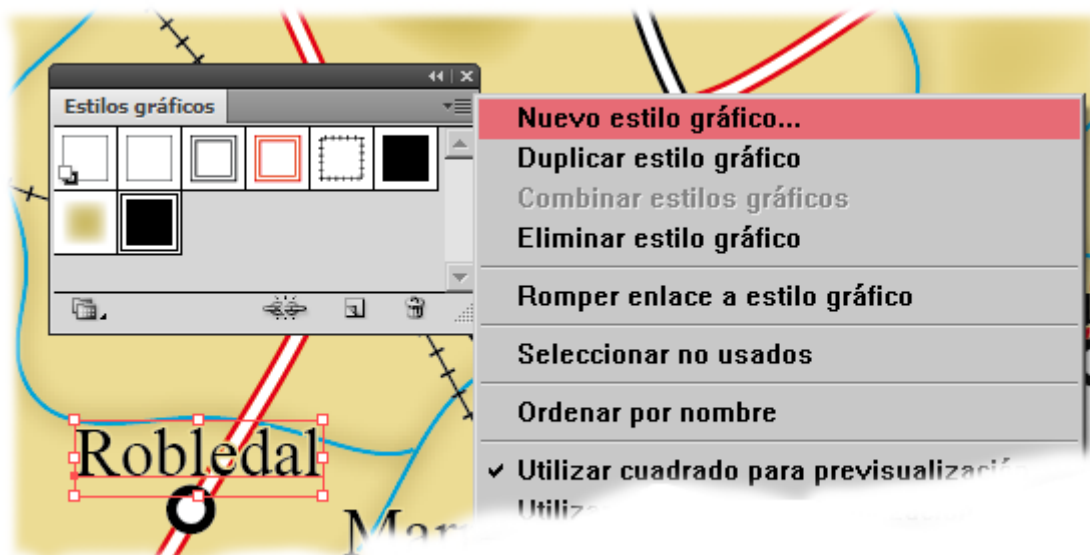 Estilos gráficos
Nuevo estilo gráfico...
Duplicar estilo gráfico
Combinar estilos gráficos
Eliminar estilo gráfico
Romper enlace a estilo gráfico
Seleccionar no usados
Ordenar por nombre
Utilizar cuadrado para previsualización
Robledal